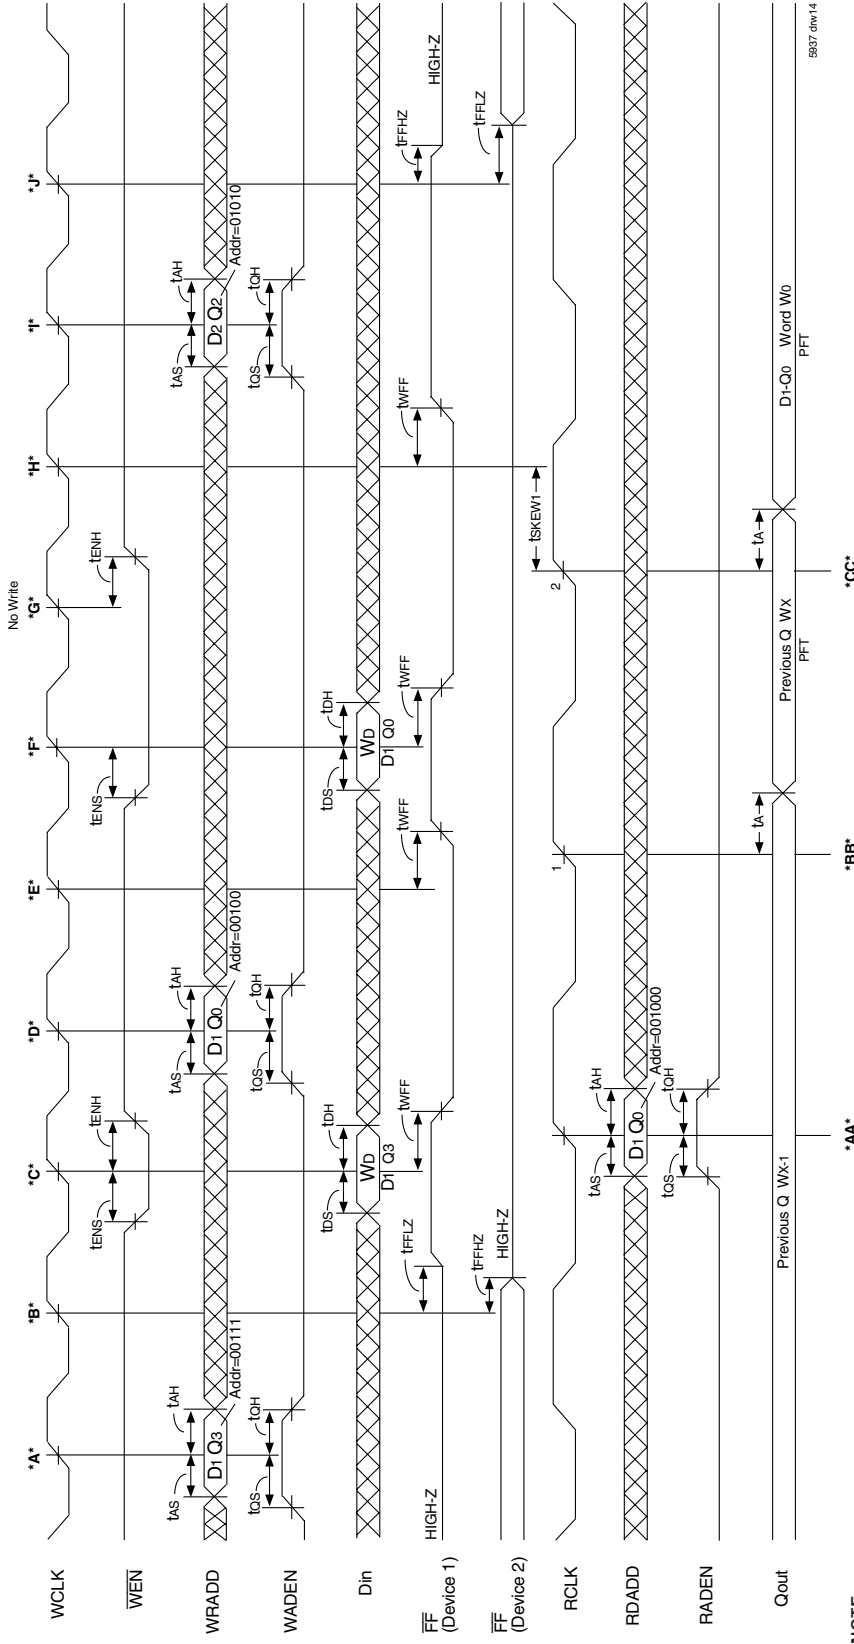 No Write
*A* *B* *C* *D* *E* *F* *G* *H* *I* *J*
WCLK
tENS tENH tENS tENH
WEN
tAS tAH tAS tAH tAS tAH
WRADD D1 Q3 D1 Q0 D2 Q2
Addr=00111 Addr=00100 Addr=01010
tQS tQH tQS tQH tQS tQH
WADEN
tDS tDH tDS tDH
Din WD WD
D1 Q3 D1 Q0
tFFLZ tWFF tWFF tWFF tWFF tFFHZ
FF
(Device 1)
HIGH-Z HIGH-Z
tFFHZ tFFLZ
FF
(Device 2)
HIGH-Z
tSKEW1
1 2
RCLK
tAS tAH
RDADD D1 Q0
Addr=001000
tQS tQH
RADEN
tA tA
Qout Previous Q WX-1 Previous Q WX D1-Q0 Word W0
PFT PFT
5937 drw14
*AA* *BB* *CC*